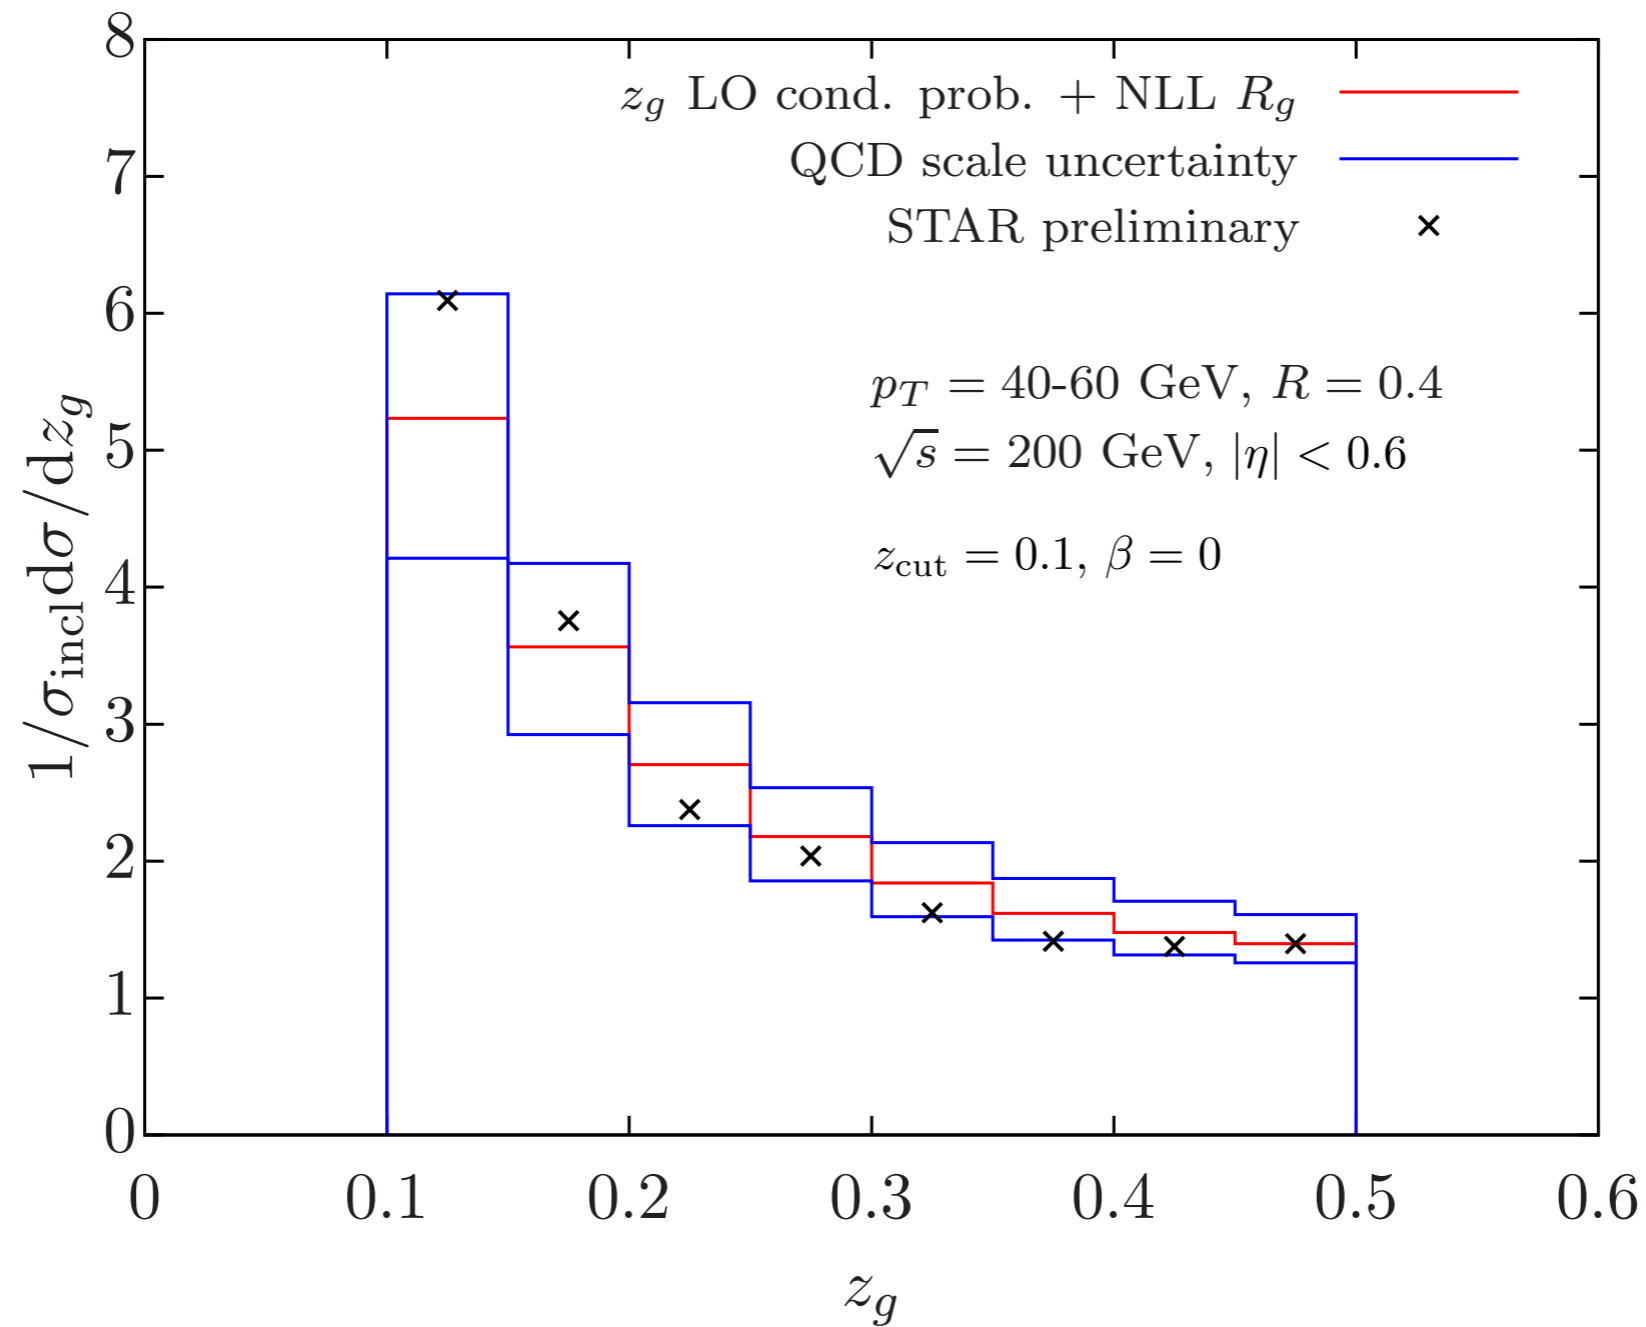 8
7
6
5
4
3
2
1
0
1/σ_incl dσ/dz_g
z_g LO cond. prob. + NLL R_g
QCD scale uncertainty
STAR preliminary
p_T = 40-60 GeV, R = 0.4
√s = 200 GeV, |η| < 0.6
z_cut = 0.1, β = 0
0 0.1 0.2 0.3 0.4 0.5 0.6
z_g